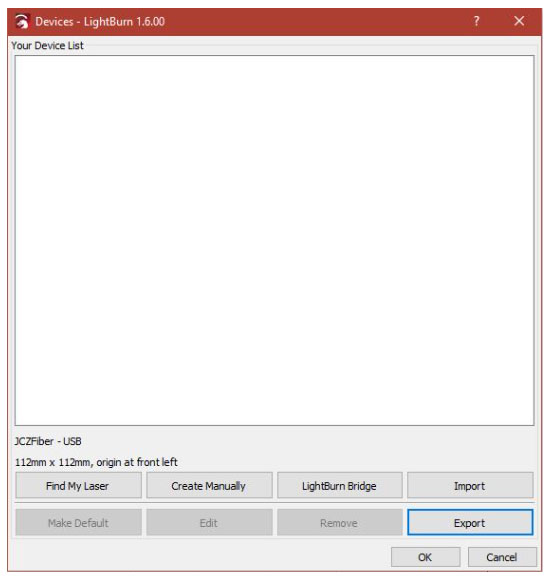 Devices - LightBurn 1.6.00
Your Device List
JCZFiber - USB
112mm x 112mm, origin at front left
Find My Laser Create Manually LightBurn Bridge Import
Make Default Edit Remove Export
OK Cancel